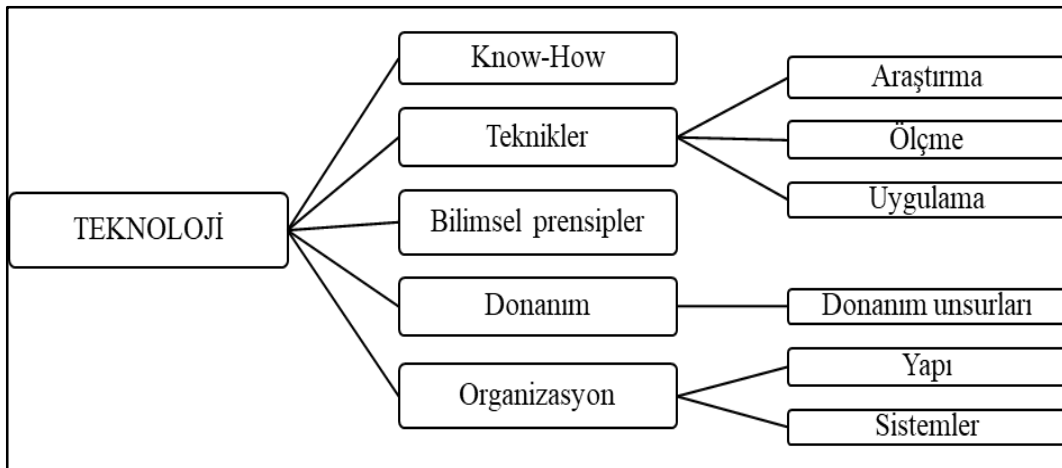 TEKNOLOJİ
Know-How
Teknikler
Bilimsel prensipler
Donanım
Organizasyon
Araştırma
Ölçme
Uygulama
Donanım unsurları
Yapı
Sistemler